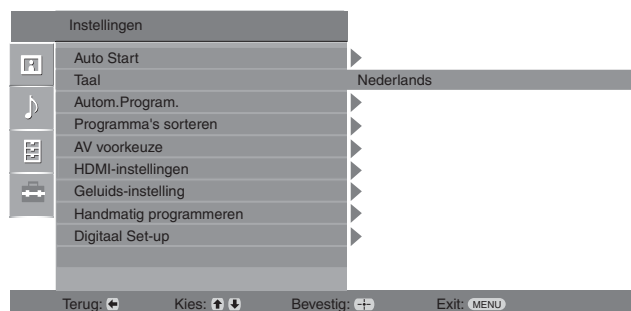 Instellingen
Auto Start
Taal Nederlands
Autom.Program.
Programma's sorteren
AV voorkeuze
HDMI-instellingen
Geluids-instelling
Handmatig programmeren
Digitaal Set-up
Terug: Kies: Bevestig: Exit: MENU